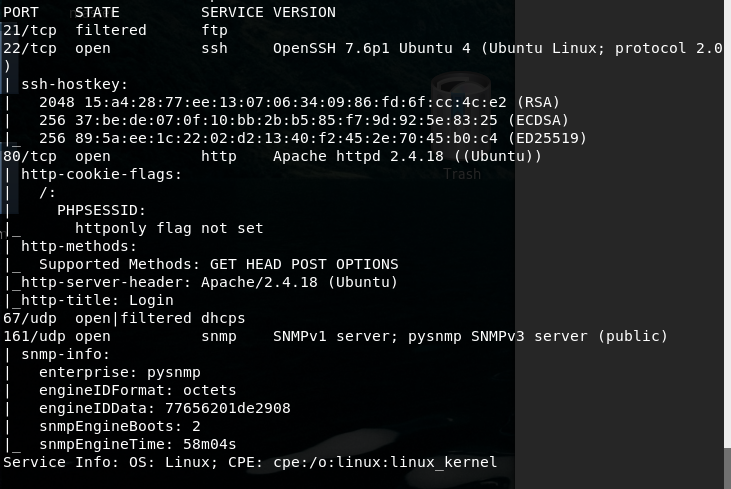 PORT    STATE         SERVICE VERSION
21/tcp  filtered      ftp
22/tcp  open          ssh     OpenSSH 7.6p1 Ubuntu 4 (Ubuntu Linux; protocol 2.0
)
| ssh-hostkey:
|   2048 15:a4:28:77:ee:13:07:06:34:09:86:fd:6f:cc:4c:e2 (RSA)
|   256 37:be:de:07:0f:10:bb:2b:b5:85:f7:9d:92:5e:83:25 (ECDSA)
|_  256 89:5a:ee:1c:22:02:d2:13:40:f2:45:2e:70:45:b0:c4 (ED25519)
80/tcp  open          http    Apache httpd 2.4.18 ((Ubuntu))
| http-cookie-flags:
|   /:
|     PHPSESSID:
|_      httponly flag not set
| http-methods:
|_  Supported Methods: GET HEAD POST OPTIONS
|_http-server-header: Apache/2.4.18 (Ubuntu)
|_http-title: Login
67/udp  open|filtered dhcps
161/udp open          snmp    SNMPv1 server; pysnmp SNMPv3 server (public)
| snmp-info:
|   enterprise: pysnmp
|   engineIDFormat: octets
|   engineIDData: 77656201de2908
|   snmpEngineBoots: 2
|_  snmpEngineTime: 58m04s
Service Info: OS: Linux; CPE: cpe:/o:linux:linux_kernel
Trash